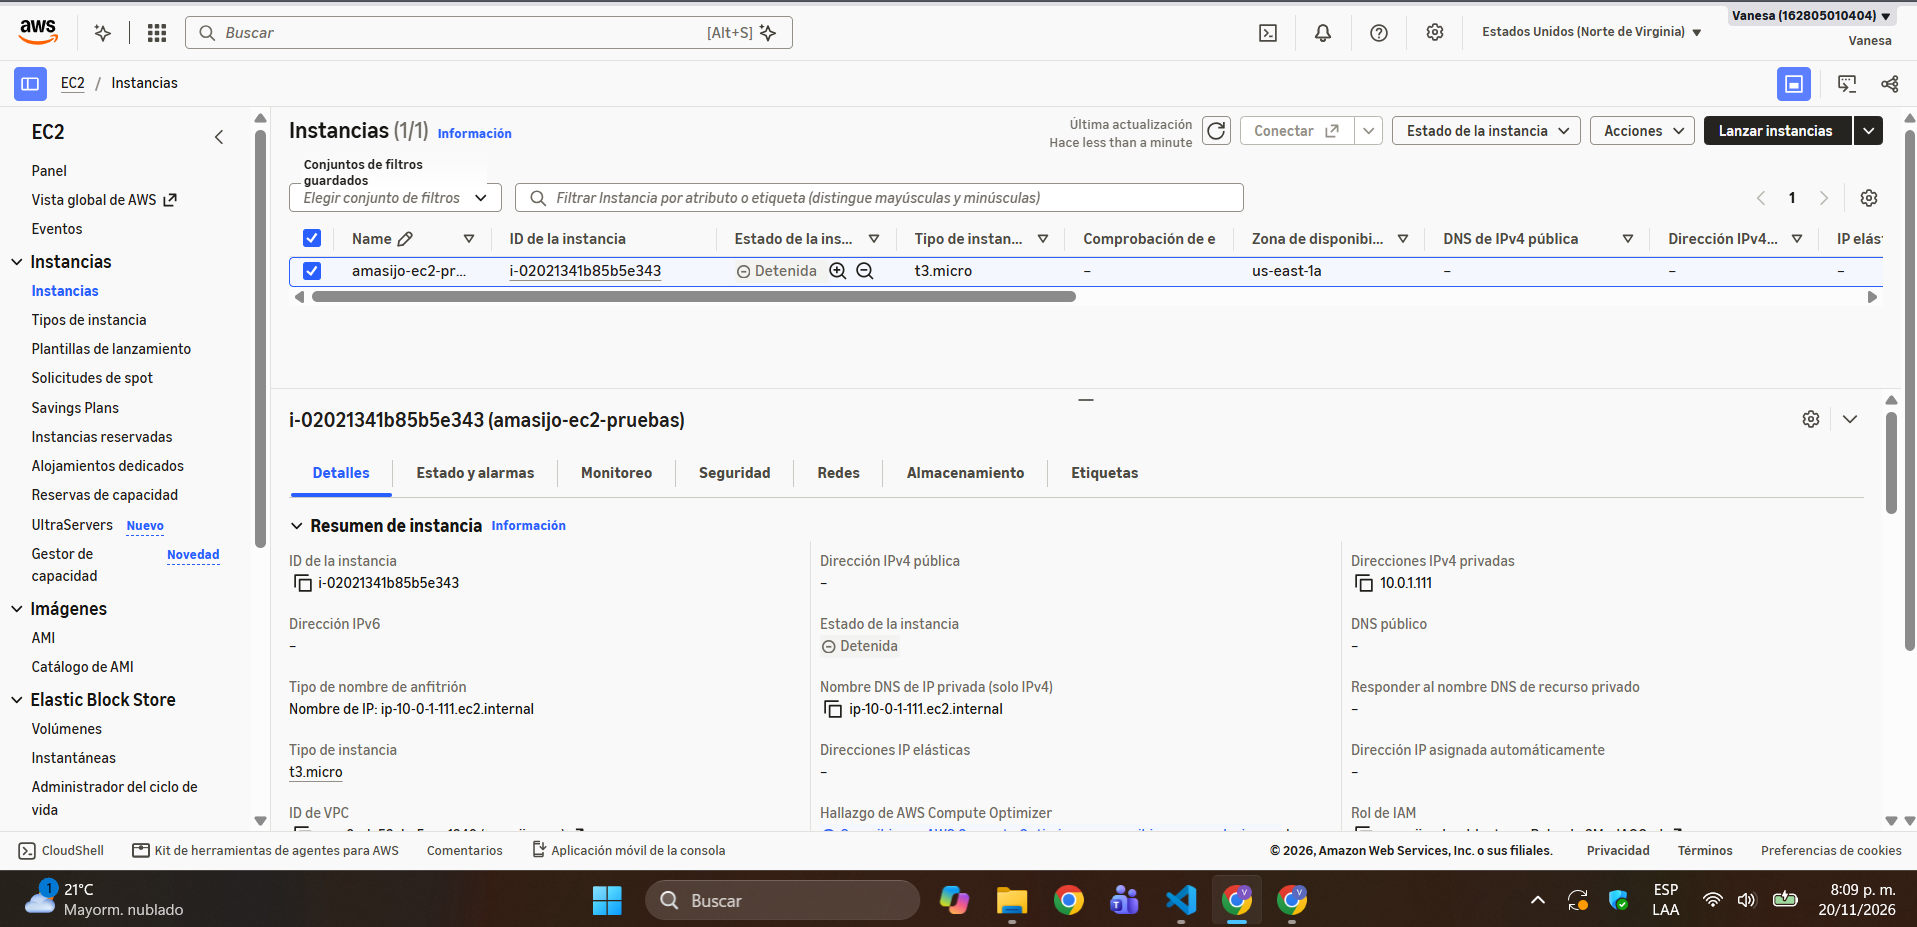 aws
Buscar
[Alt+S]
Estados Unidos (Norte de Virginia)
Vanesa (162805010404)
Vanesa
EC2 / Instancias
EC2
Panel
Vista global de AWS
Eventos
Instancias
Instancias
Tipos de instancia
Plantillas de lanzamiento
Solicitudes de spot
Savings Plans
Instancias reservadas
Alojamientos dedicados
Reservas de capacidad
UltraServers Nuevo
Gestor de capacidad Novedad
Imágenes
AMI
Catálogo de AMI
Elastic Block Store
Volúmenes
Instantáneas
Administrador del ciclo de
vida
Instancias (1/1) Información
Última actualización
Hace less than a minute
Conectar
Estado de la instancia
Acciones
Lanzar instancias
Conjuntos de filtros
guardados
Elegir conjunto de filtros
Filtrar Instancia por atributo o etiqueta (distingue mayúsculas y minúsculas)
1
Name ID de la instancia Estado de la ins... Tipo de instan... Comprobación de e Zona de disponibi... DNS de IPv4 pública Dirección IPv4... IP elást
amasijo-ec2-pr... i-02021341b85b5e343 Detenida t3.micro – us-east-1a – – –
i-02021341b85b5e343 (amasijo-ec2-pruebas)
Detalles Estado y alarmas Monitoreo Seguridad Redes Almacenamiento Etiquetas
Resumen de instancia Información
ID de la instancia
i-02021341b85b5e343
Dirección IPv4 pública
–
Direcciones IPv4 privadas
10.0.1.111
Dirección IPv6
–
Estado de la instancia
Detenida
DNS público
–
Tipo de nombre de anfitrión
Nombre de IP: ip-10-0-1-111.ec2.internal
Nombre DNS de IP privada (solo IPv4)
ip-10-0-1-111.ec2.internal
Responder al nombre DNS de recurso privado
–
Tipo de instancia
t3.micro
Direcciones IP elásticas
–
Dirección IP asignada automáticamente
–
ID de VPC
Hallazgo de AWS Compute Optimizer
Rol de IAM
CloudShell
Kit de herramientas de agentes para AWS
Comentarios
Aplicación móvil de la consola
© 2026, Amazon Web Services, Inc. o sus filiales.
Privacidad
Términos
Preferencias de cookies
1
21°C
Mayorm. nublado
Buscar
ESP
LAA
8:09 p. m.
20/11/2026